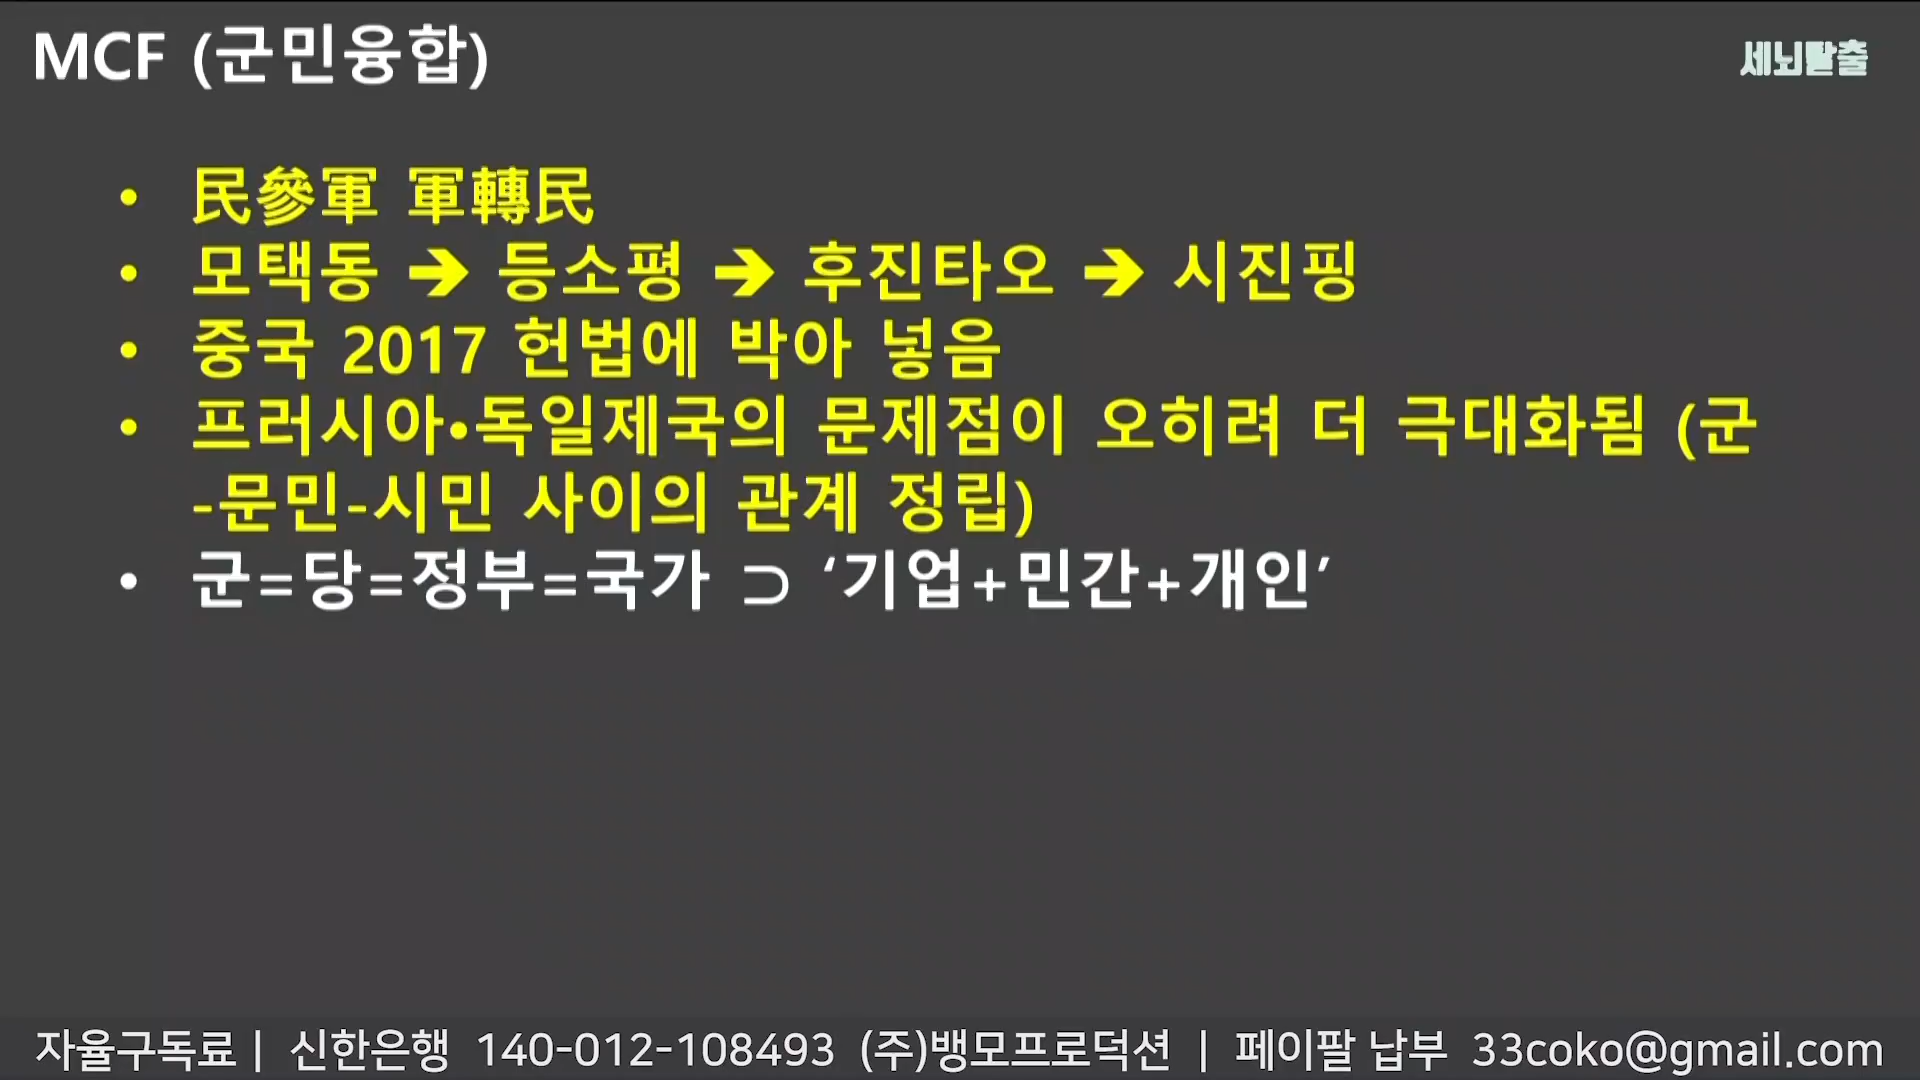 MCF (군민융합)
세뇌탈출
• 民參軍 軍轉民
• 모택동 → 등소평 → 후진타오 → 시진핑
• 중국 2017 헌법에 박아 넣음
• 프러시아•독일제국의 문제점이 오히려 더 극대화됨 (군
-문민-시민 사이의 관계 정립)
• 군=당=정부=국가 ⊃ ‘기업+민간+개인’
자율구독료 | 신한은행 140-012-108493 (주)뱅모프로덕션 | 페이팔 납부 33coko@gmail.com